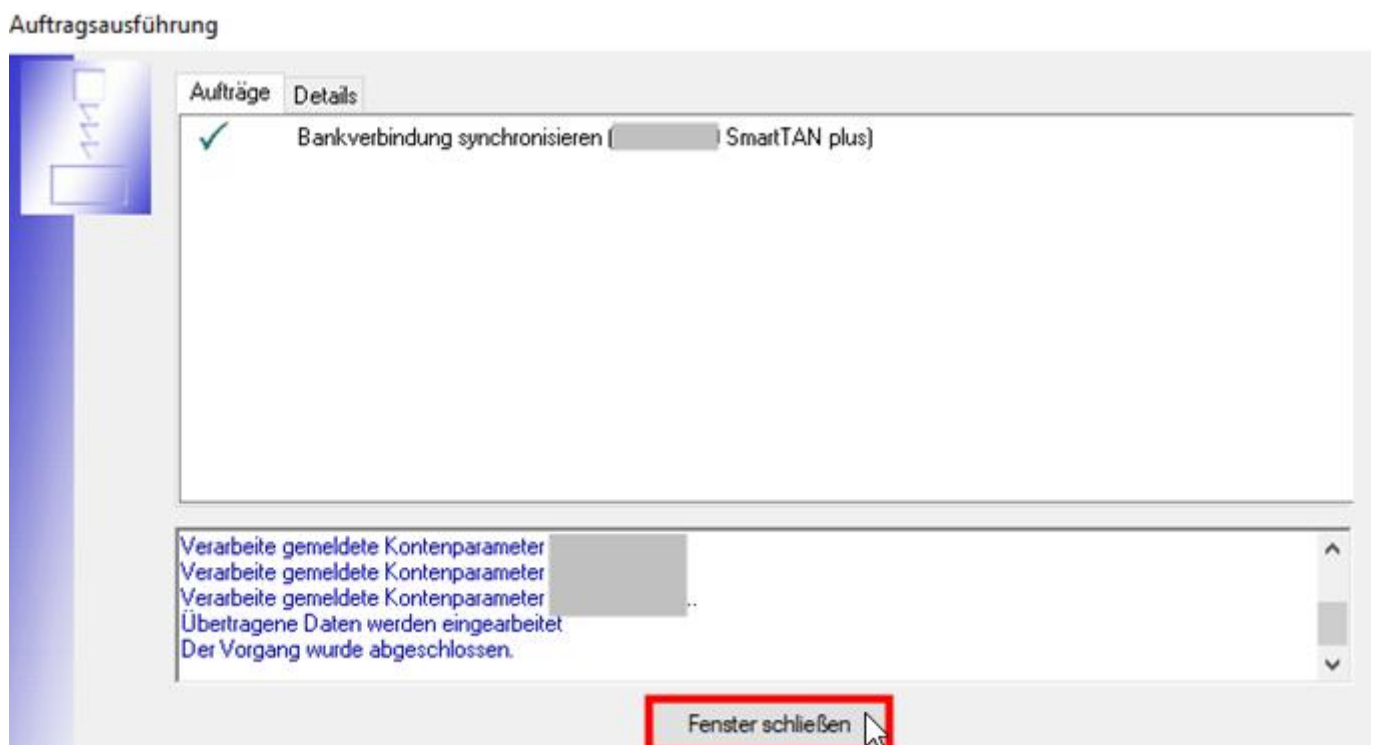 Auftragsausführung
Aufträge Details
Bankverbindung synchronisieren ( SmartTAN plus)
Verarbeite gemeldete Kontenparameter
Verarbeite gemeldete Kontenparameter
Verarbeite gemeldete Kontenparameter ..
Übertragene Daten werden eingearbeitet
Der Vorgang wurde abgeschlossen.
Fenster schließen